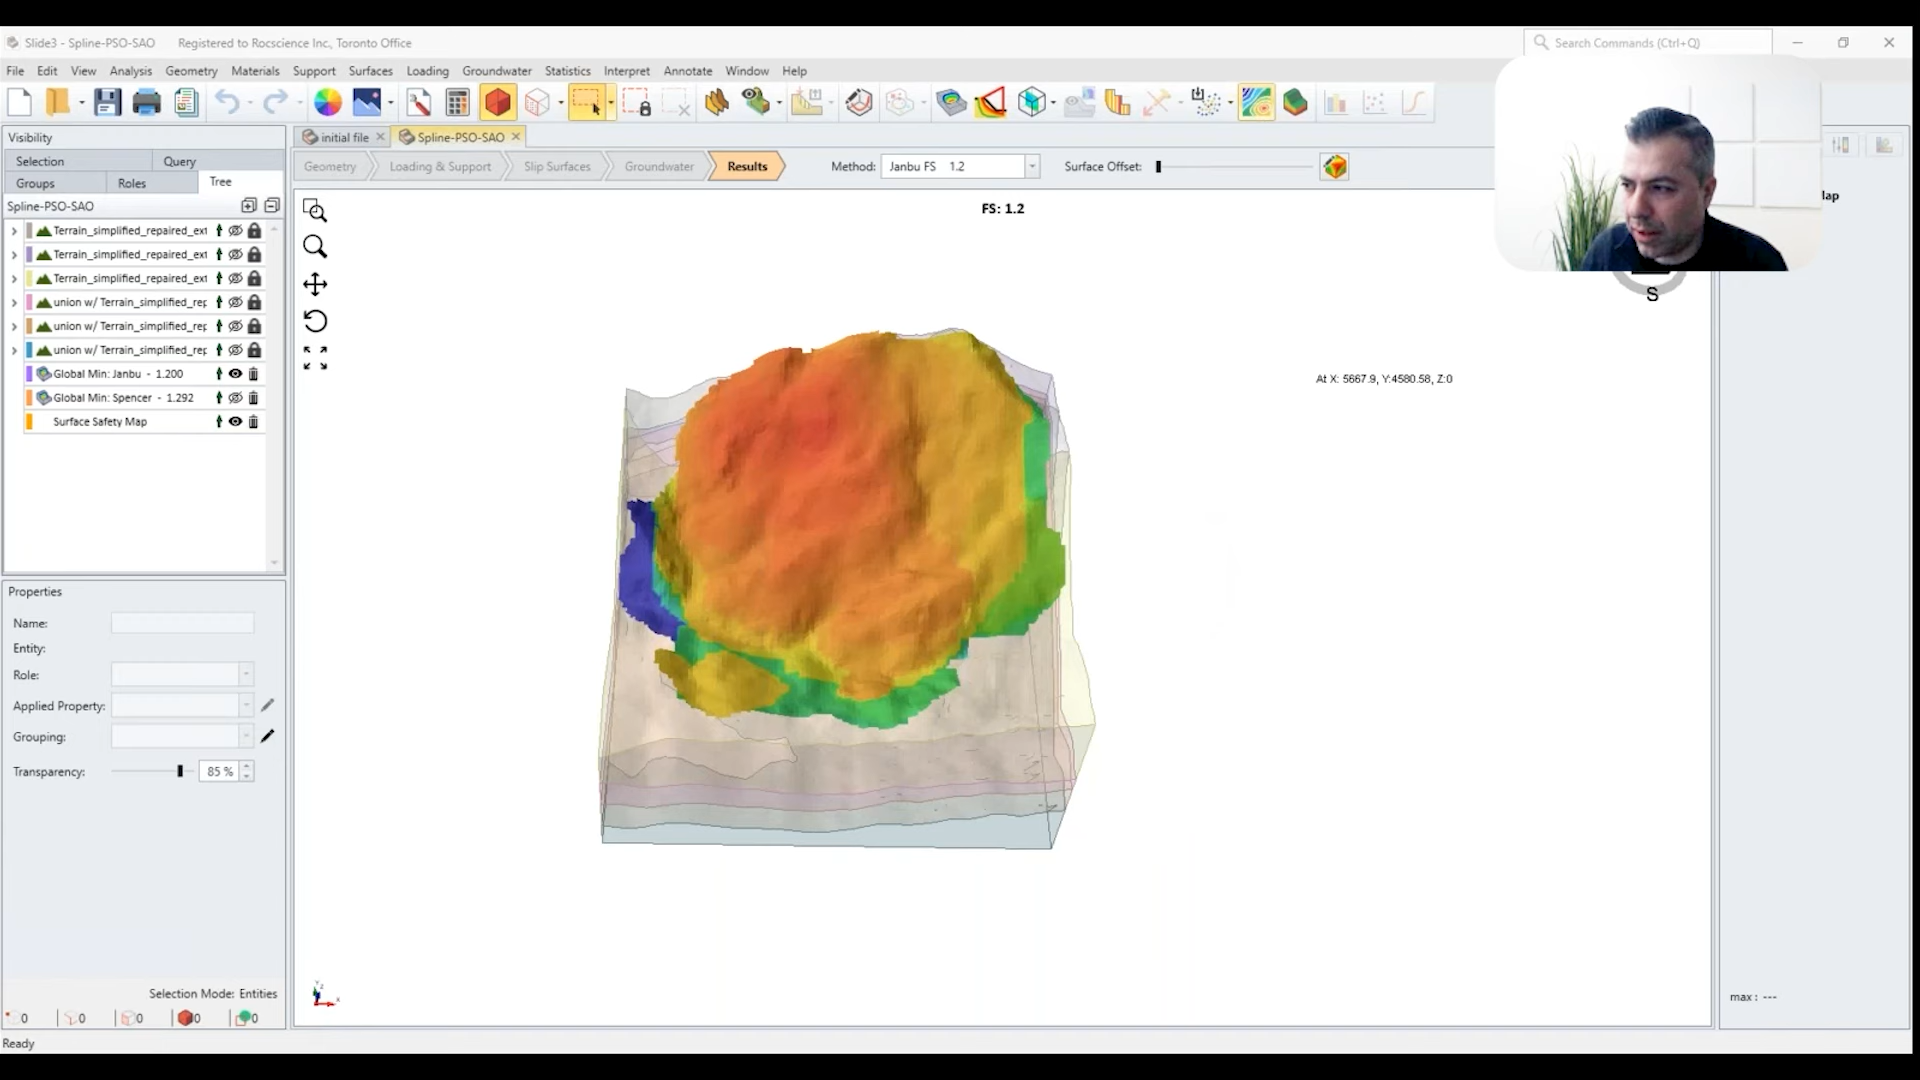 Slide3 - Spline-PSO-SAO Registered to Rocscience Inc., Toronto Office
Search Commands (Ctrl+Q)
File Edit View Analysis Geometry Materials Support Surfaces Loading Groundwater Statistics Interpret Annotate Window Help
Visibility
initial file
Spline-PSO-SAO
Selection Query
Groups Roles Tree
Geometry Loading & Support Slip Surfaces Groundwater Results
Method: Janbu FS 1.2
Surface Offset:
Spline-PSO-SAO
FS: 1.2
Terrain_simplified_repaired_ext
Terrain_simplified_repaired_ext
Terrain_simplified_repaired_ext
union w/ Terrain_simplified_rep
union w/ Terrain_simplified_rep
union w/ Terrain_simplified_rep
Global Min: Janbu - 1.200
Global Min: Spencer - 1.292
Surface Safety Map
S
At X: 5667.9, Y:4580.58, Z:0
Properties
Name:
Entity:
Role:
Applied Property:
Grouping:
Transparency: 85 %
Selection Mode: Entities
0 0 0 0 0
max : ---
Ready